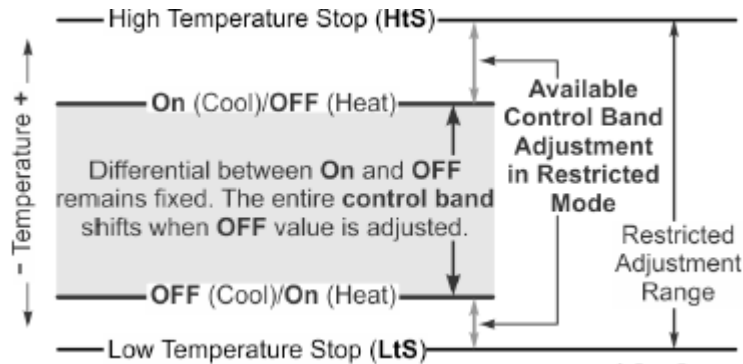 High Temperature Stop (HtS)
- Temperature +
On (Cool)/OFF (Heat)
Available
Control Band
Adjustment
in Restricted
Mode
Differential between On and OFF
remains fixed. The entire control band
shifts when OFF value is adjusted.
Restricted
Adjustment
Range
OFF (Cool)/On (Heat)
Low Temperature Stop (LtS)